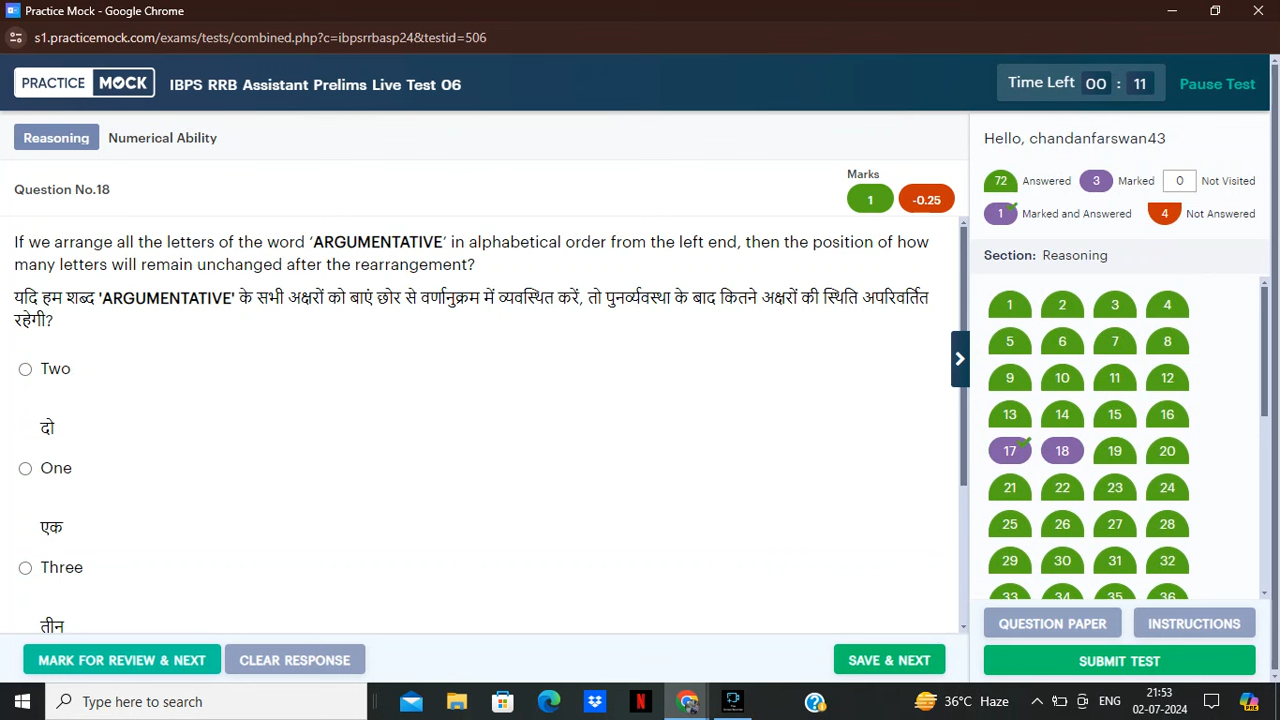 Practice Mock - Google Chrome
s1.practicemock.com/exams/tests/combined.php?c=ibpsrrbasp24&testid=506
PRACTICE MOCK IBPS RRB Assistant Prelims Live Test 06
Time Left 00 : 11 Pause Test
Reasoning Numerical Ability
Hello, chandanfarswan43
Question No.18
Marks
1 -0.25
72 Answered 3 Marked 0 Not Visited
1 Marked and Answered 4 Not Answered
Section: Reasoning
If we arrange all the letters of the word ‘ARGUMENTATIVE’ in alphabetical order from the left end, then the position of how
many letters will remain unchanged after the rearrangement?
यदि हम शब्द 'ARGUMENTATIVE' के सभी अक्षरों को बाएं छोर से वर्णानुक्रम में व्यवस्थित करें, तो पुनर्व्यवस्था के बाद कितने अक्षरों की स्थिति अपरिवर्तित
रहेगी?
Two
दो
One
एक
Three
तीन
1 2 3 4
5 6 7 8
9 10 11 12
13 14 15 16
17 18 19 20
21 22 23 24
25 26 27 28
29 30 31 32
33 34 35 36
QUESTION PAPER INSTRUCTIONS
MARK FOR REVIEW & NEXT CLEAR RESPONSE SAVE & NEXT SUBMIT TEST
Type here to search
36°C Haze ENG 21:53
02-07-2024